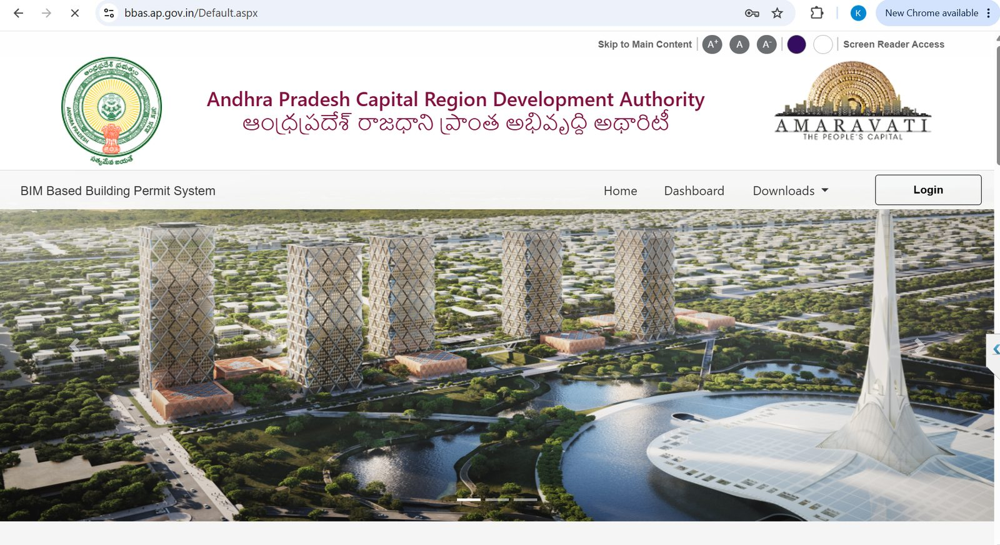 bbas.ap.gov.in/Default.aspx
K
New Chrome available
Skip to Main Content
A+
A
A-
Screen Reader Access
ఆంధ్రప్రదేశ్ ప్రభుత్వం
ANDHRA PRADESH
आंध्र प्रदेश
సత్యమేవ జయతే
Andhra Pradesh Capital Region Development Authority
ఆంధ్రప్రదేశ్ రాజధాని ప్రాంత అభివృద్ది అథారిటీ
AMARAVATI
THE PEOPLE'S CAPITAL
BIM Based Building Permit System
Home
Dashboard
Downloads
Login